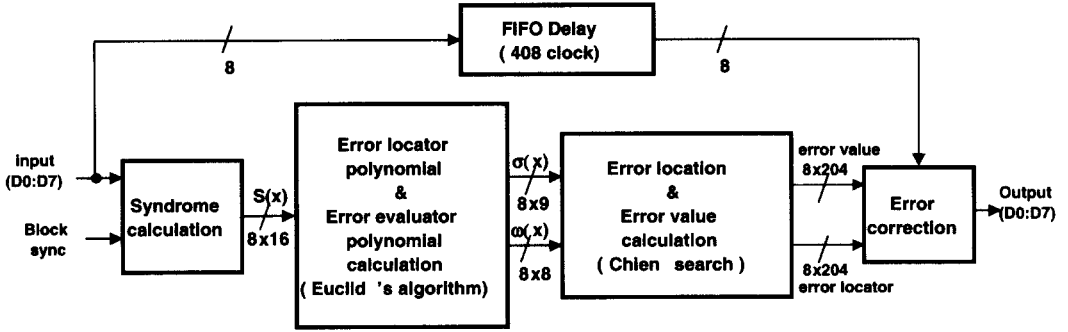 FIFO Delay
( 408 clock)
8
8
input
(D0:D7)
Block
sync
Syndrome
calculation
S(x)
8x16
Error locator
polynomial
&
Error evaluator
polynomial
calculation
( Euclid 's algorithm)
σ(x)
8x9
ω(x)
8x8
Error location
&
Error value
calculation
( Chien search )
error value
8x204
8x204
error locator
Error
correction
Output
(D0:D7)